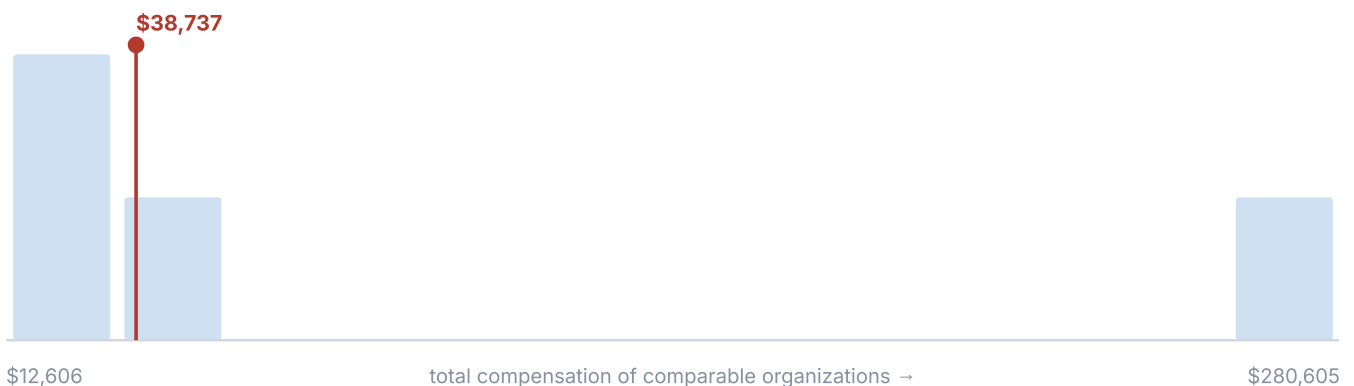 $38,737
$12,606
total compensation of comparable organizations →
$280,605